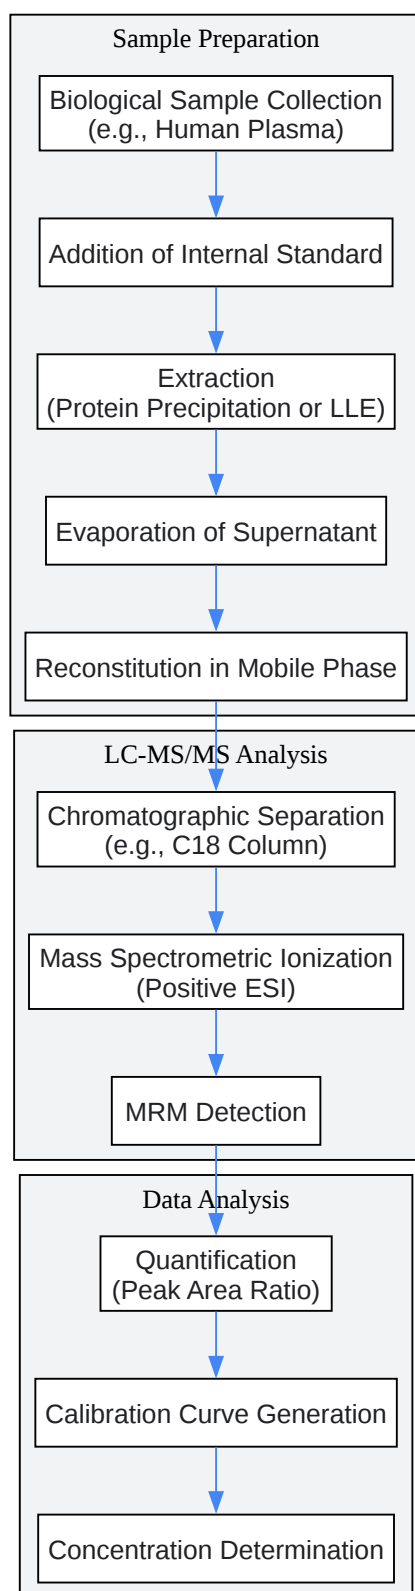 Sample Preparation
Biological Sample Collection
(e.g., Human Plasma)
Addition of Internal Standard
Extraction
(Protein Precipitation or LLE)
Evaporation of Supernatant
Reconstitution in Mobile Phase
LC-MS/MS Analysis
Chromatographic Separation
(e.g., C18 Column)
Mass Spectrometric Ionization
(Positive ESI)
MRM Detection
Data Analysis
Quantification
(Peak Area Ratio)
Calibration Curve Generation
Concentration Determination